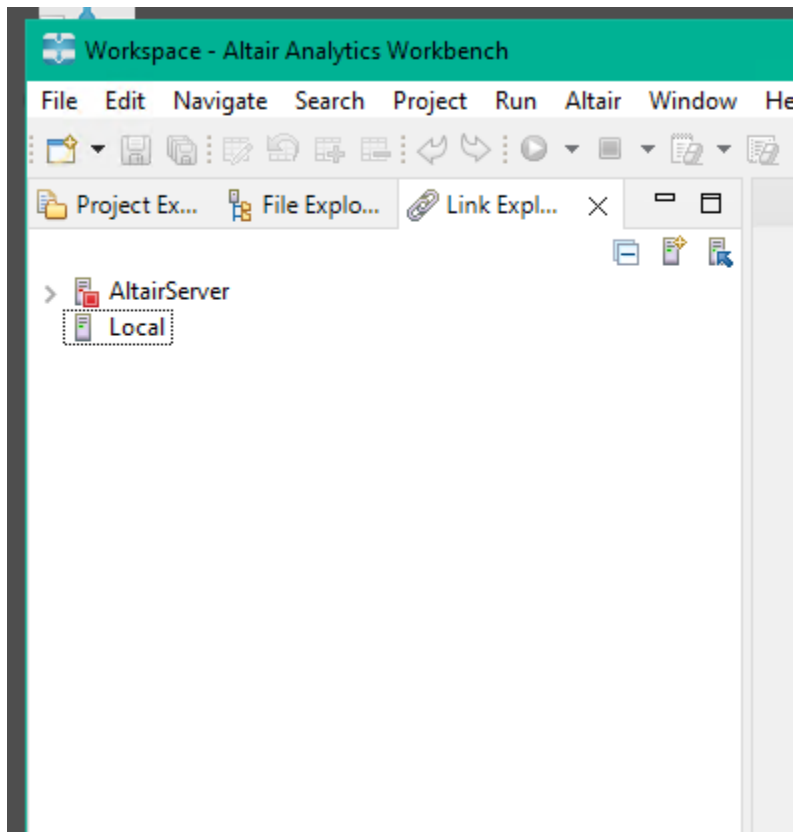 Workspace - Altair Analytics Workbench
File Edit Navigate Search Project Run Altair Window He
Project Ex... File Explo... Link Expl...
AltairServer
Local